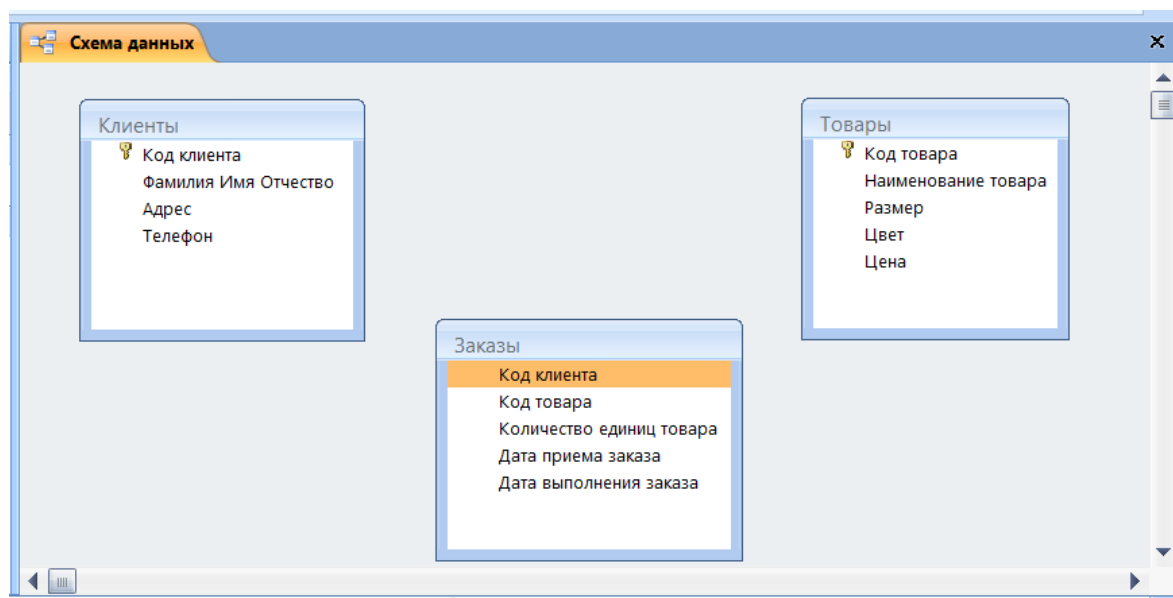 Схема данных
Клиенты
Код клиента
Фамилия Имя Отчество
Адрес
Телефон
Товары
Код товара
Наименование товара
Размер
Цвет
Цена
Заказы
Код клиента
Код товара
Количество единиц товара
Дата приема заказа
Дата выполнения заказа